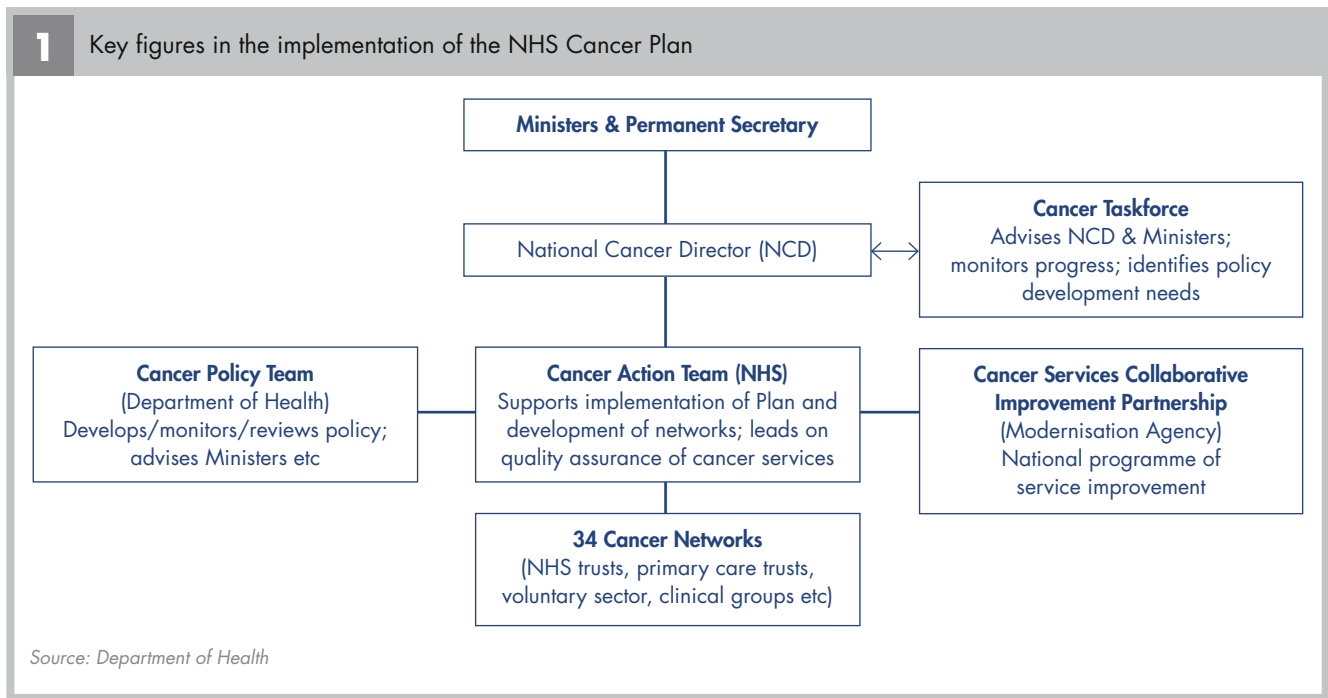 1
Key figures in the implementation of the NHS Cancer Plan
Ministers & Permanent Secretary
National Cancer Director (NCD)
Cancer Taskforce
Advises NCD & Ministers;
monitors progress; identifies policy
development needs
Cancer Policy Team
(Department of Health)
Develops/monitors/reviews policy;
advises Ministers etc
Cancer Action Team (NHS)
Supports implementation of Plan and
development of networks; leads on
quality assurance of cancer services
Cancer Services Collaborative
Improvement Partnership
(Modernisation Agency)
National programme of
service improvement
34 Cancer Networks
(NHS trusts, primary care trusts,
voluntary sector, clinical groups etc)
Source: Department of Health